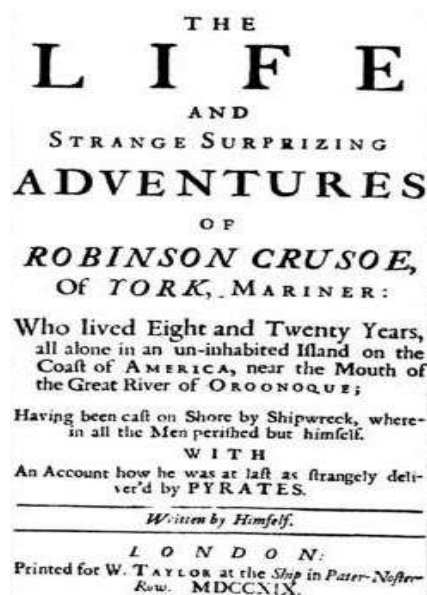 THE
LIFE
AND
STRANGE SURPRIZING
ADVENTURES
OF
ROBINSON CRUSOE,
Of YORK, MARINER:
Who lived Eight and Twenty Years,
all alone in an un-inhabited Iſland on the
Coaſt of AMERICA, near the Mouth of
the Great River of OROONOQUE;
Having been caſt on Shore by Shipwreck, where-
in all the Men periſhed but himſelf.
WITH
An Account how he was at laſt as ſtrangely deli-
ver'd by PYRATES.
Written by Himſelf.
LONDON:
Printed for W. TAYLOR at the Ship in Pater-Noſter-
Row. MDCCXIX.